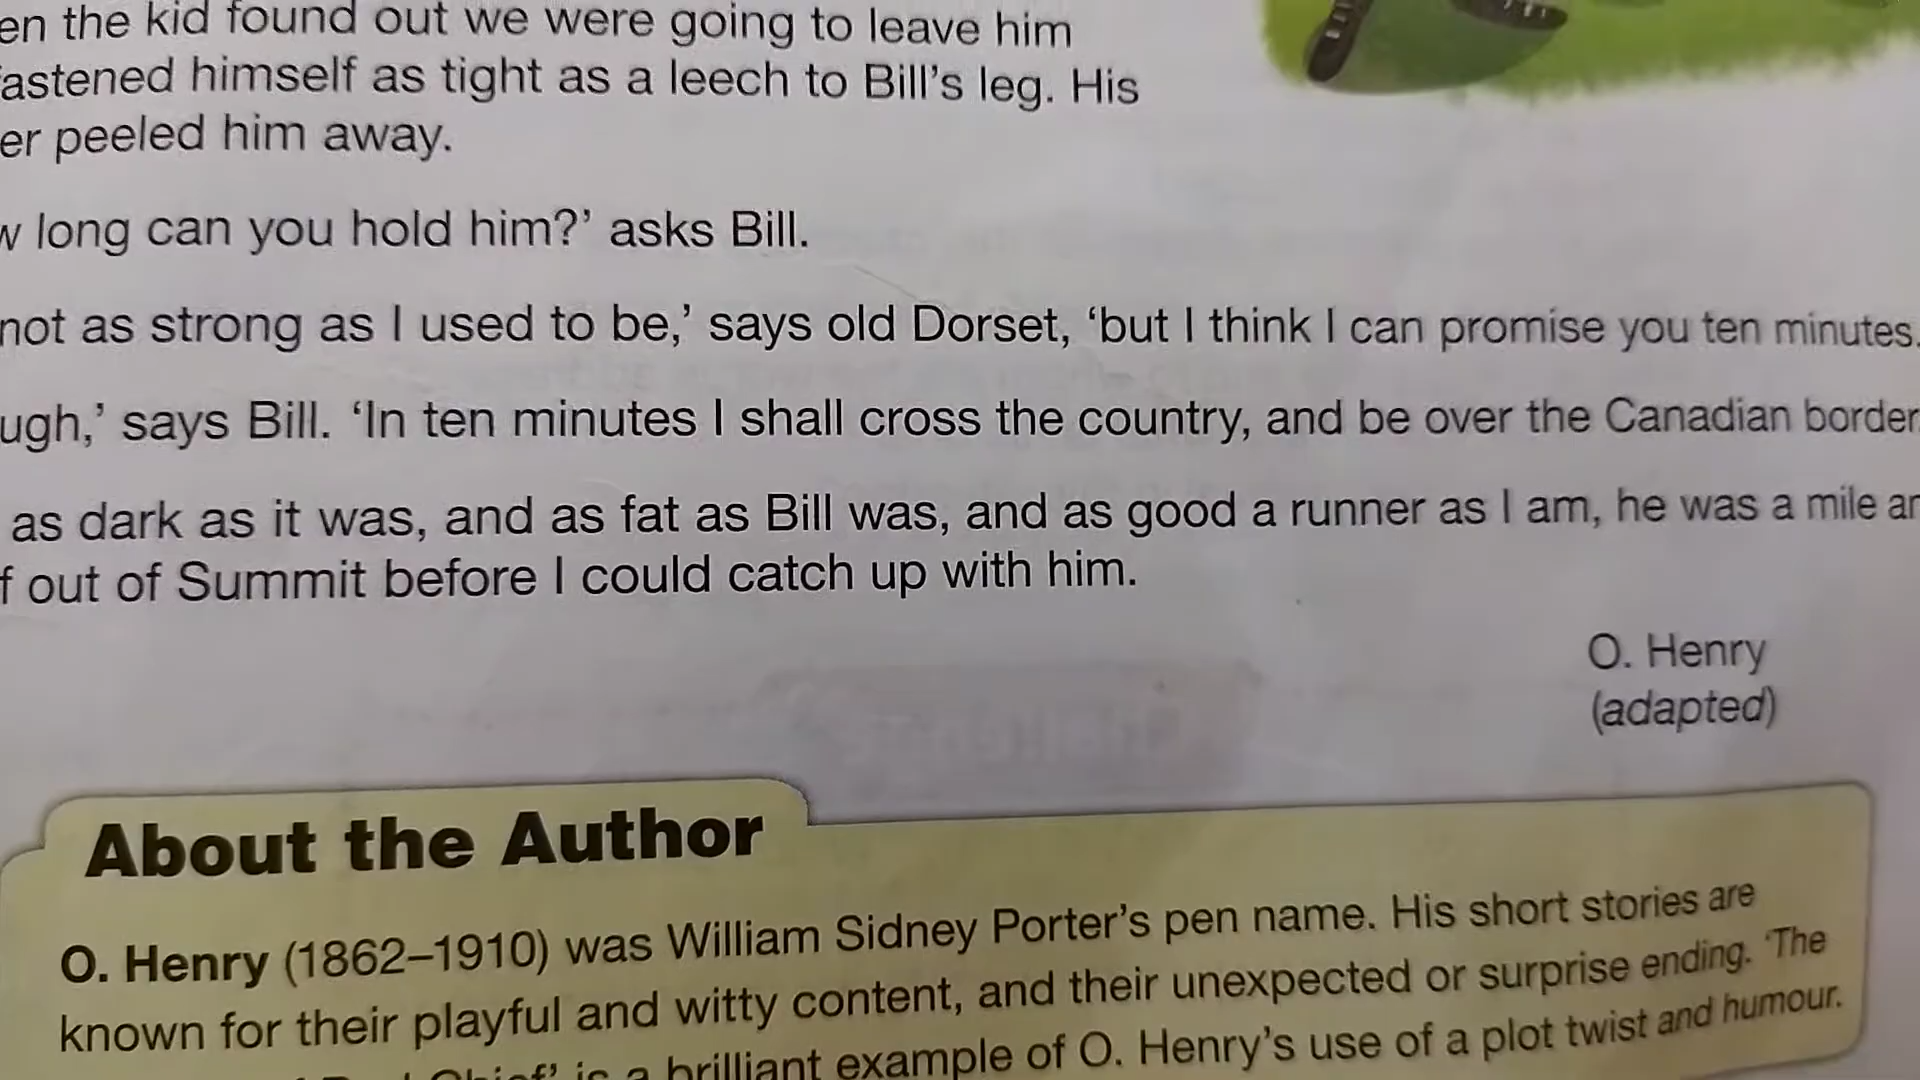 en the kid found out we were going to leave him
astened himself as tight as a leech to Bill's leg. His
er peeled him away.
w long can you hold him?' asks Bill.
not as strong as I used to be,' says old Dorset, 'but I think I can promise you ten minutes.
ugh,' says Bill. 'In ten minutes I shall cross the country, and be over the Canadian border
as dark as it was, and as fat as Bill was, and as good a runner as I am, he was a mile an
f out of Summit before I could catch up with him.
O. Henry
(adapted)
About the Author
O. Henry (1862–1910) was William Sidney Porter's pen name. His short stories are
known for their playful and witty content, and their unexpected or surprise ending. 'The
Chief' is a brilliant example of O. Henry's use of a plot twist and humour.